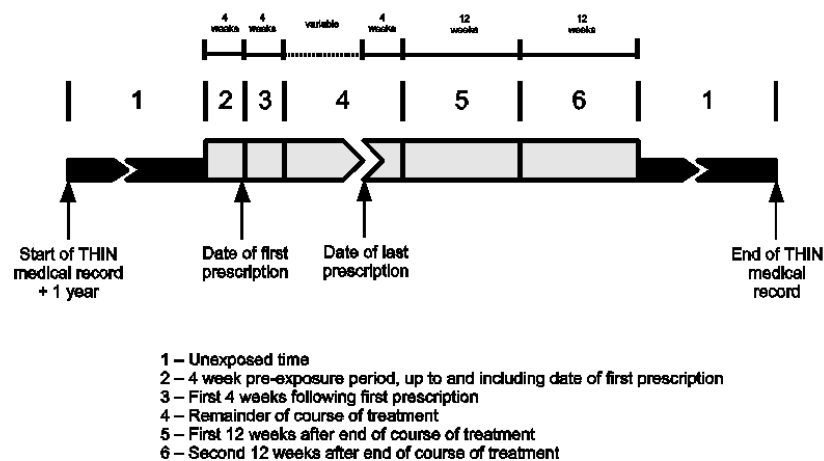 4 weeks
4 weeks
variable
4 weeks
12 weeks
12 weeks
1
2
3
4
5
6
1
Start of THIN
medical record
+ 1 year
Date of first
prescription
Date of last
prescription
End of THIN
medical
record
1 – Unexposed time
2 – 4 week pre-exposure period, up to and including date of first prescription
3 – First 4 weeks following first prescription
4 – Remainder of course of treatment
5 – First 12 weeks after end of course of treatment
6 – Second 12 weeks after end of course of treatment